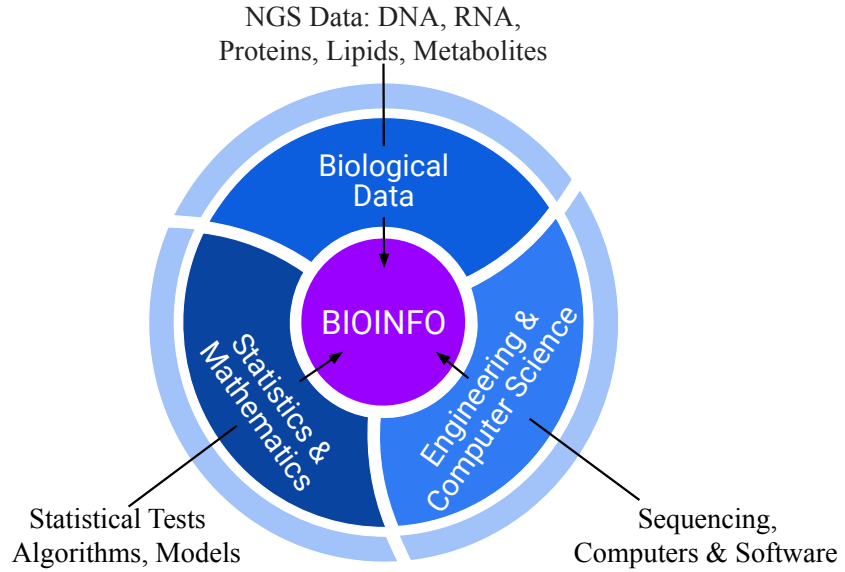 NGS Data: DNA, RNA,
Proteins, Lipids, Metabolites
Biological
Data
BIOINFO
Statistics &
Mathematics
Engineering &
Computer Science
Statistical Tests
Algorithms, Models
Sequencing,
Computers & Software